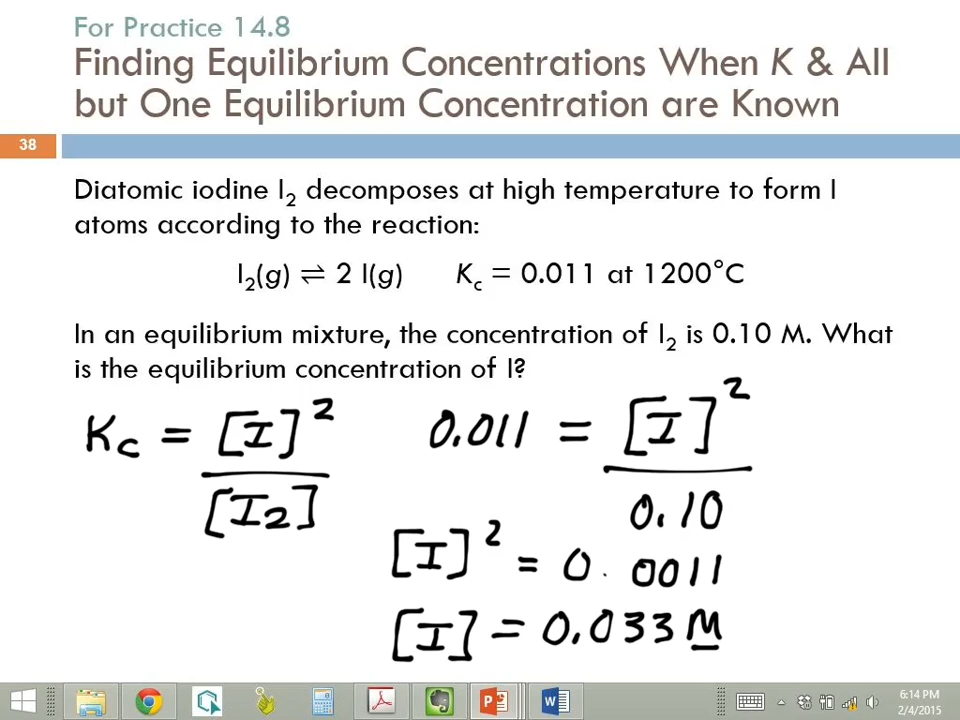 For Practice 14.8
Finding Equilibrium Concentrations When K & All
but One Equilibrium Concentration are Known
38
Diatomic iodine I₂ decomposes at high temperature to form I
atoms according to the reaction:
I₂(g) ⇌ 2 I(g) K_c = 0.011 at 1200°C
In an equilibrium mixture, the concentration of I₂ is 0.10 M. What
is the equilibrium concentration of I?
Kc = [I]² / [I₂]
0.011 = [I]² / 0.10
[I]² = 0.0011
[I] = 0.033 M
6:14 PM
2/4/2015